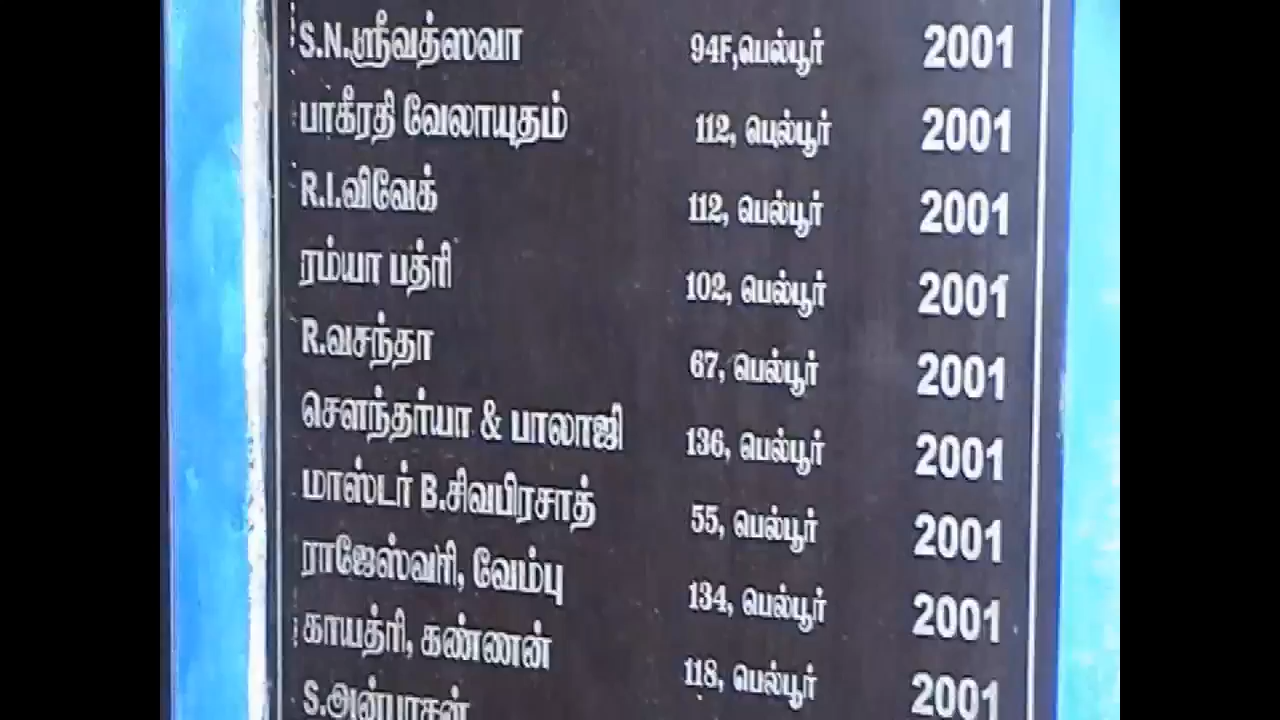 S.N.ஸ்ரீவத்ஸவா 94F,பெல்பூர் 2001
பாகீரதி வேலாயுதம் 112, பெல்பூர் 2001
R.I.விவேக் 112, பெல்பூர் 2001
ரம்யா பத்ரி 102, பெல்பூர் 2001
R.வசந்தா 67, பெல்பூர் 2001
சௌந்தர்யா & பாலாஜி 136, பெல்பூர் 2001
மாஸ்டர் B.சிவபிரசாத் 55, பெல்பூர் 2001
ராஜேஸ்வரி, வேம்பு 134, பெல்பூர் 2001
காயத்ரி, கண்ணன் 118, பெல்பூர் 2001
S.